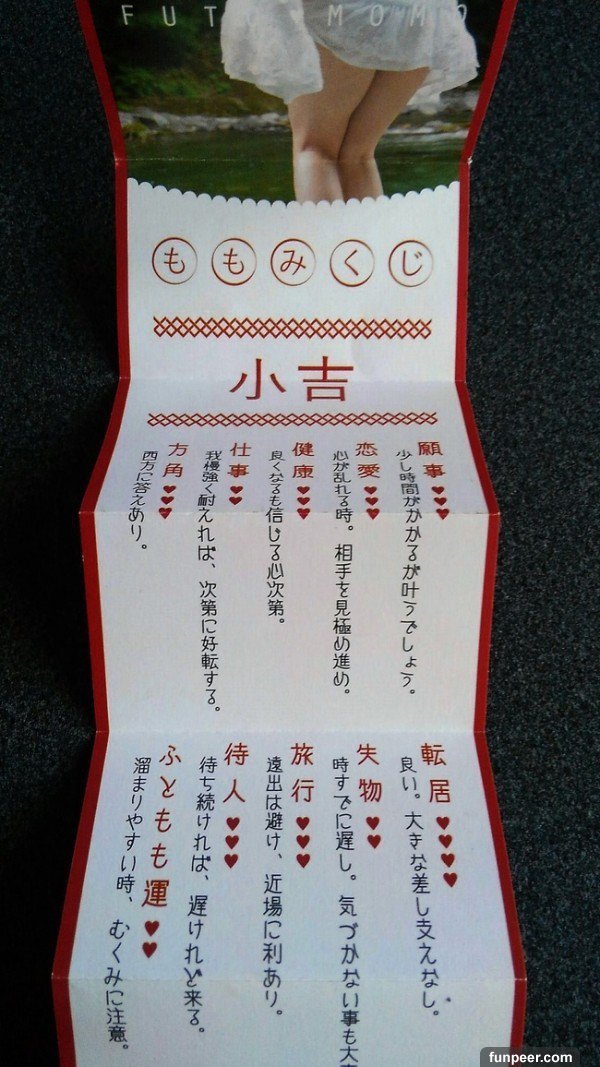 FUTOMOMO
ももみくじ
小吉
願事♥♥♥
少し時間がかかるが叶うでしょう。
恋愛♥♥♥
心が乱れる時。相手を見極め進め。
健康♥♥♥
良くなるも信じる心次第。
仕事♥♥
我慢強く耐えれば、次第に好転する。
方角♥♥♥
西方に答えあり。
転居♥♥♥♥
良い。大きな差し支えなし。
失物♥♥
時すでに遅し。気づかない事も大
旅行♥♥♥
遠出は避け、近場に利あり。
待人♥♥♥
待ち続ければ、遅けれど来る。
ふともも運♥♥
溜まりやすい時、むくみに注意。
funpeer.com